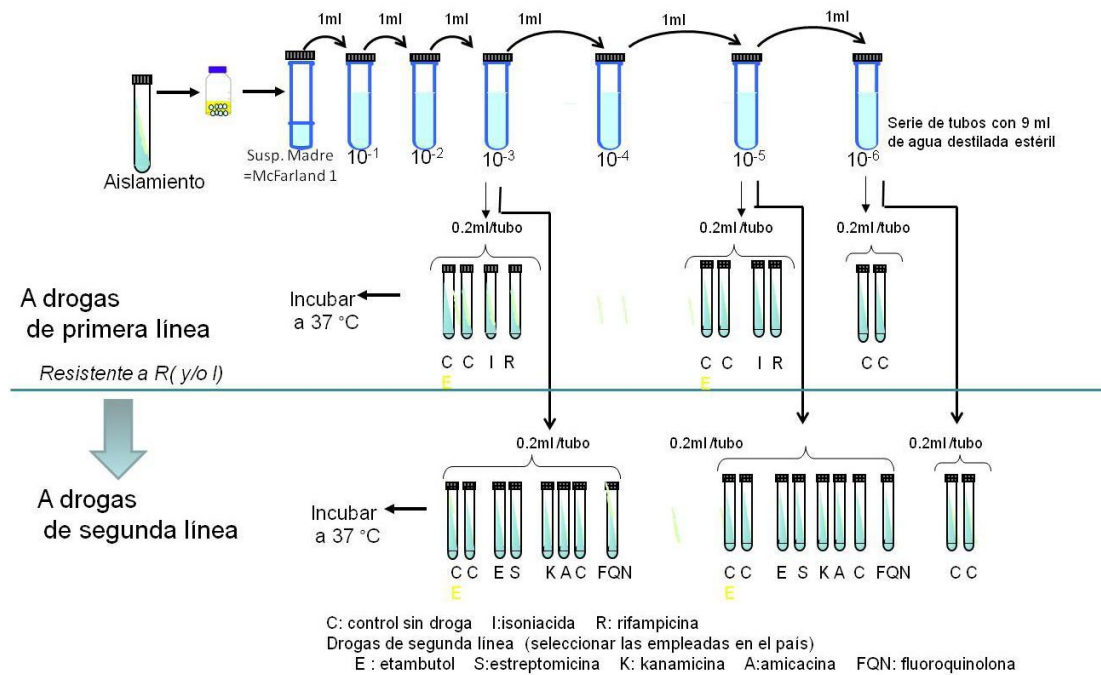 1ml 1ml 1ml 1ml 1ml 1ml
Serie de tubos con 9 ml
de agua destilada estéril
Aislamiento
Susp. Madre
=McFarland 1
10-1 10-2 10-3 10-4 10-5 10-6
0.2ml/tubo 0.2ml/tubo 0.2ml/tubo
A drogas
de primera línea
Incubar
a 37 °C
C C I R C C I R C C
E E
Resistente a R( y/o I)
0.2ml/tubo 0.2ml/tubo 0.2ml/tubo
A drogas
de segunda línea
Incubar
a 37 °C
C C E S K A C FQN C C E S K A C FQN C C
E E
C: control sin droga I:isoniacida R: rifampicina
Drogas de segunda línea (seleccionar las empleadas en el país)
E : etambutol S:estreptomicina K: kanamicina A:amicacina FQN: fluoroquinolona